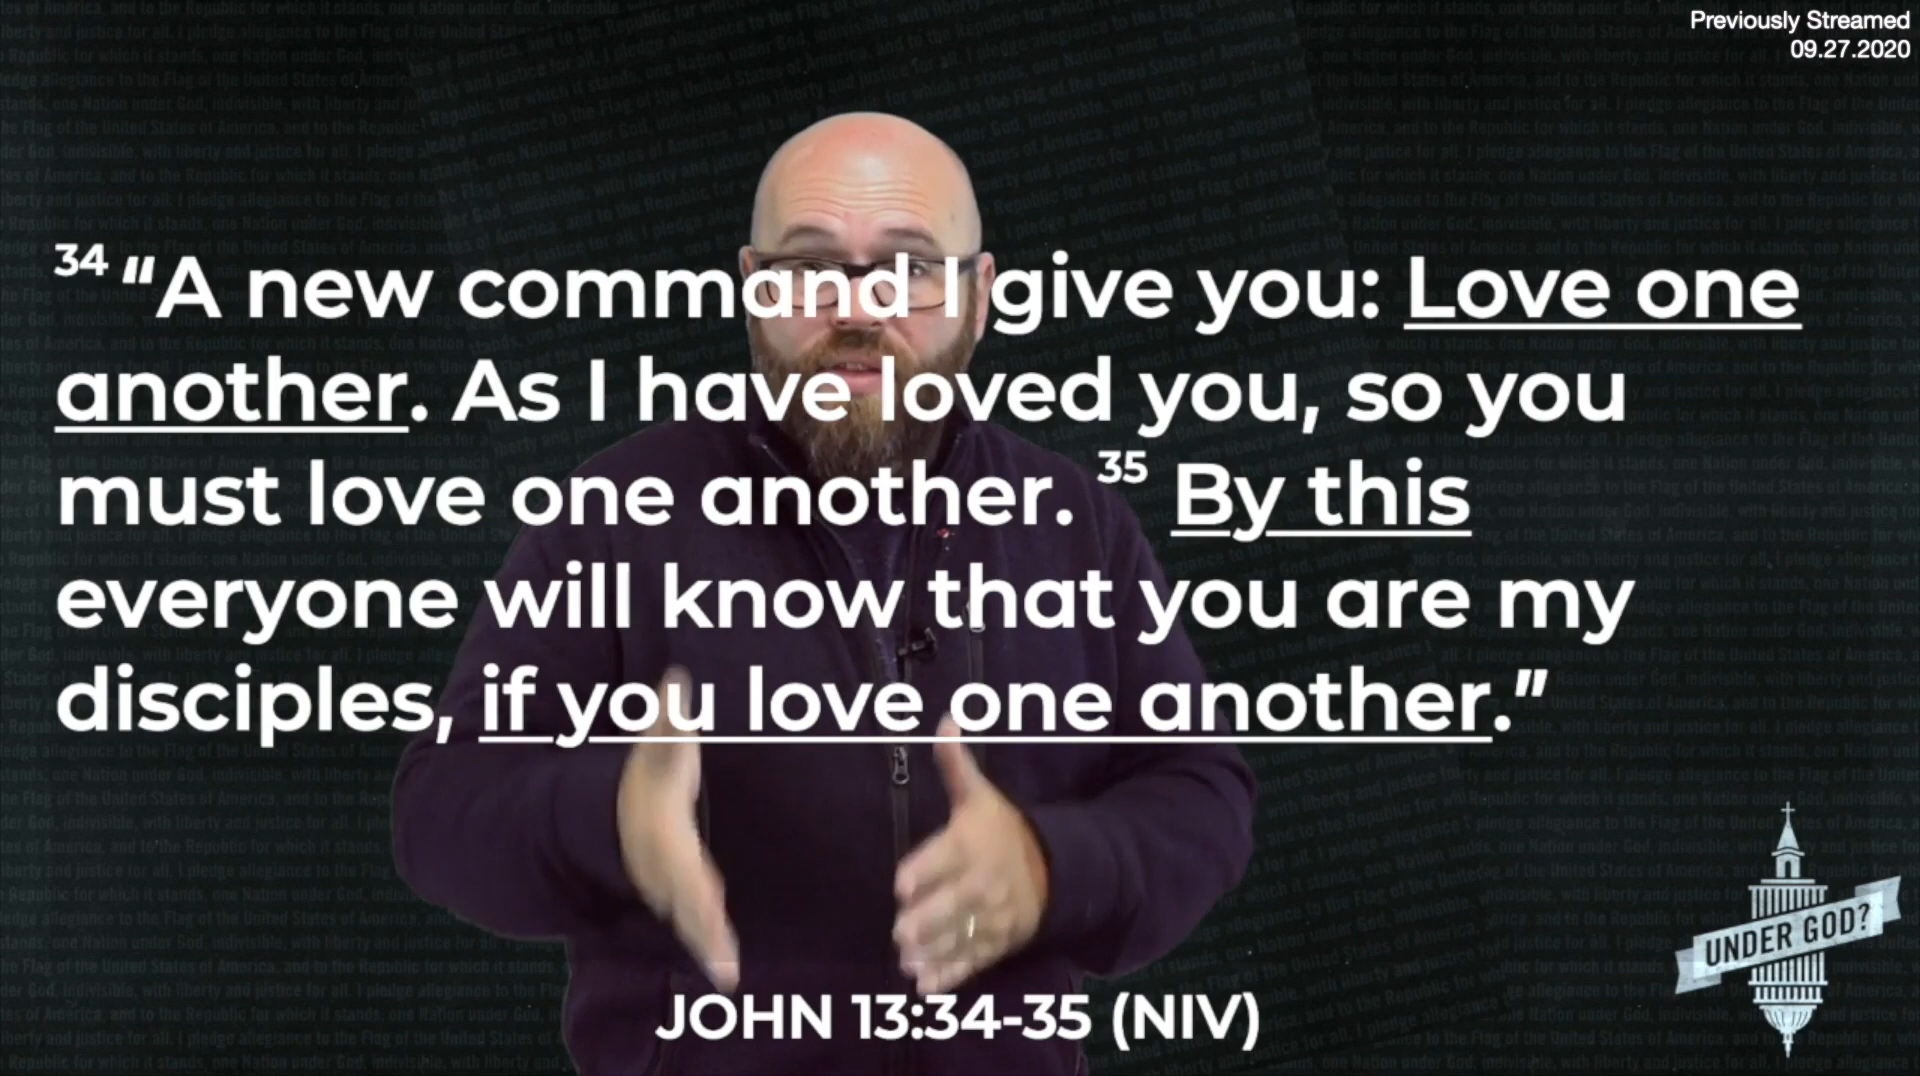 Previously Streamed
09.27.2020
34 “A new command I give you: Love one
another. As I have loved you, so you
must love one another. 35 By this
everyone will know that you are my
disciples, if you love one another.”
UNDER GOD?
JOHN 13:34-35 (NIV)